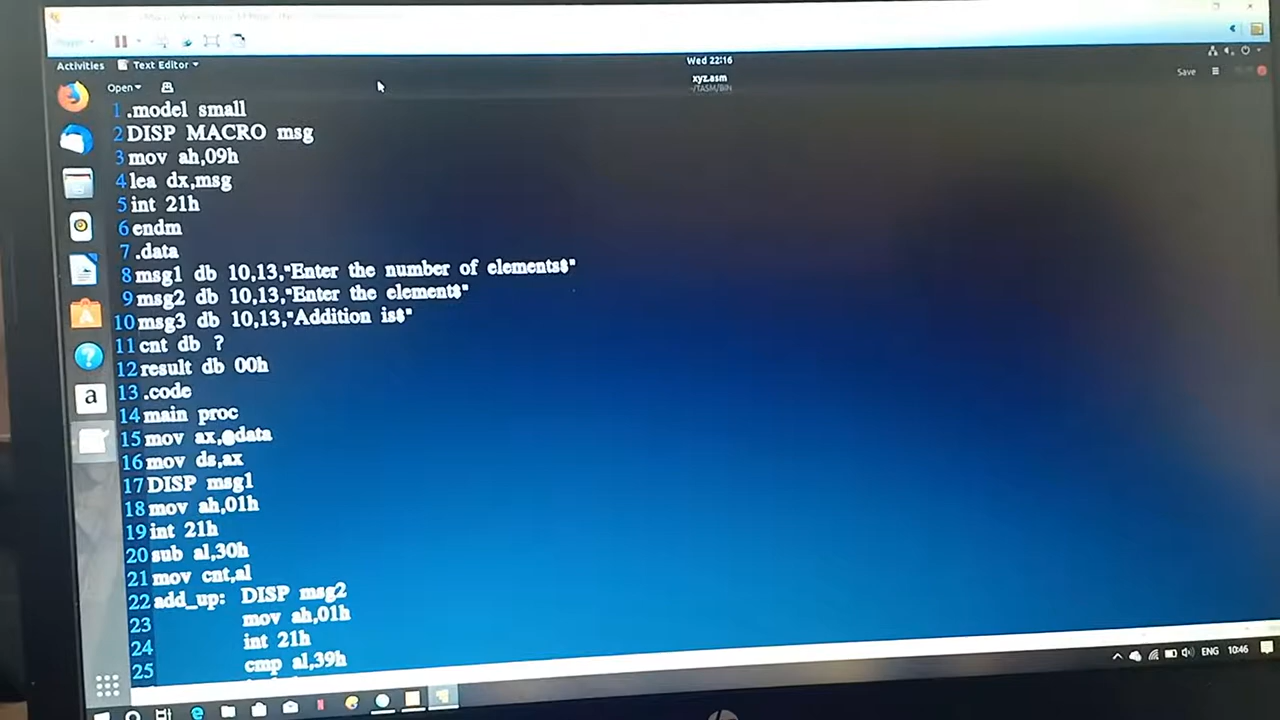 Activities Text Editor Wed 22:16
Open xyz.asm Save
~/TASM/BIN
1 .model small
2 DISP MACRO msg
3 mov ah,09h
4 lea dx,msg
5 int 21h
6 endm
7 .data
8 msg1 db 10,13,"Enter the number of elements$"
9 msg2 db 10,13,"Enter the element$"
10 msg3 db 10,13,"Addition is$"
11 cnt db ?
12 result db 00h
13 .code
14 main proc
15 mov ax,@data
16 mov ds,ax
17 DISP msg1
18 mov ah,01h
19 int 21h
20 sub al,30h
21 mov cnt,al
22 add_up: DISP msg2
23 mov ah,01h
24 int 21h
25 cmp al,39h
a
ENG 10:46
hp